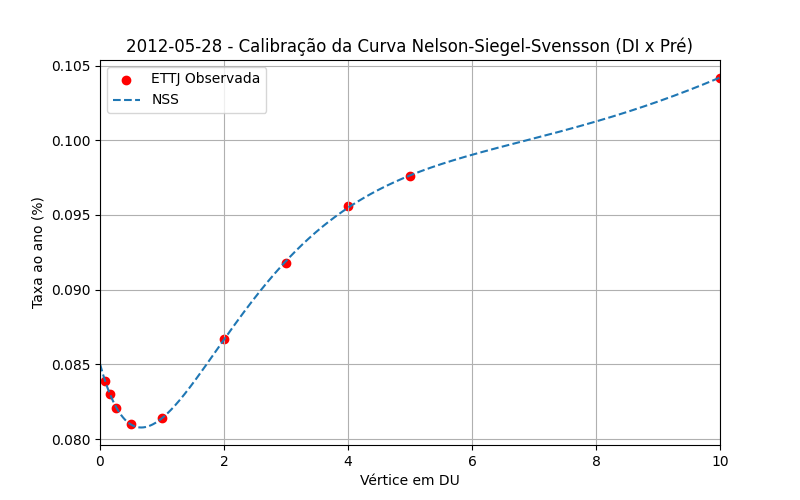 2012-05-28 - Calibração da Curva Nelson-Siegel-Svensson (DI x Pré)
ETTJ Observada
NSS
Taxa ao ano (%)
0.105
0.100
0.095
0.090
0.085
0.080
0 2 4 6 8 10
Vértice em DU